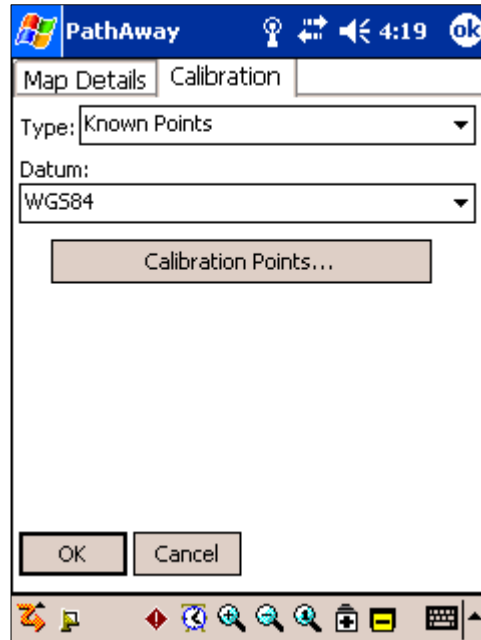 PathAway 4:19 ok
Map Details Calibration
Type: Known Points
Datum:
WGS84
Calibration Points...
OK Cancel